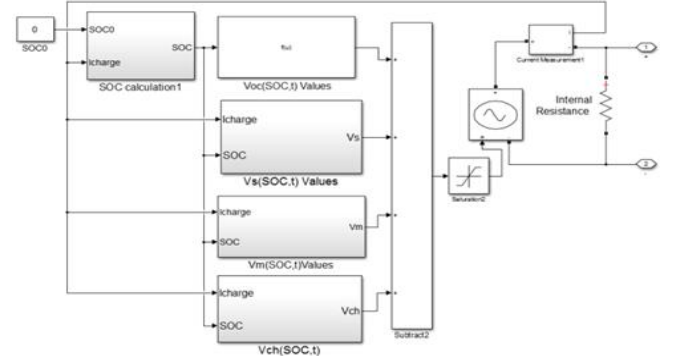 0
SOC0
SOC0
Icharge
SOC
SOC calculation1
f(u)
Voc(SOC,t) Values
Icharge
SOC
Vs
Vs(SOC,t) Values
Icharge
SOC
Vm
Vm(SOC,t)Values
Icharge
SOC
Vch
Vch(SOC,t)
Subtract2
Saturation2
Current Measurement1
Internal
Resistance
1
+
2
-